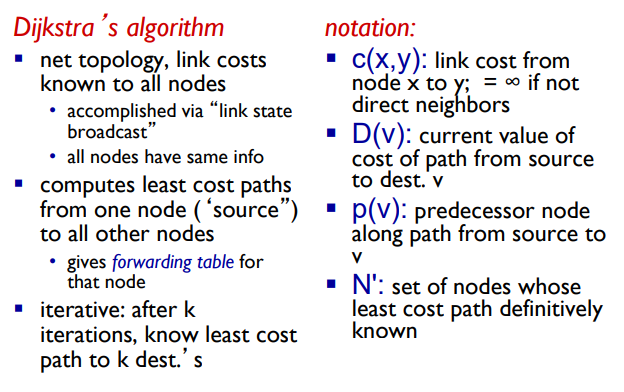 Dijkstra's algorithm
▪ net topology, link costs
known to all nodes
• accomplished via “link state
broadcast”
• all nodes have same info
▪ computes least cost paths
from one node (‘source”)
to all other nodes
• gives forwarding table for
that node
▪ iterative: after k
iterations, know least cost
path to k dest.'s
notation:
▪ c(x,y): link cost from
node x to y; = ∞ if not
direct neighbors
▪ D(v): current value of
cost of path from source
to dest. v
▪ p(v): predecessor node
along path from source to
v
▪ N': set of nodes whose
least cost path definitively
known